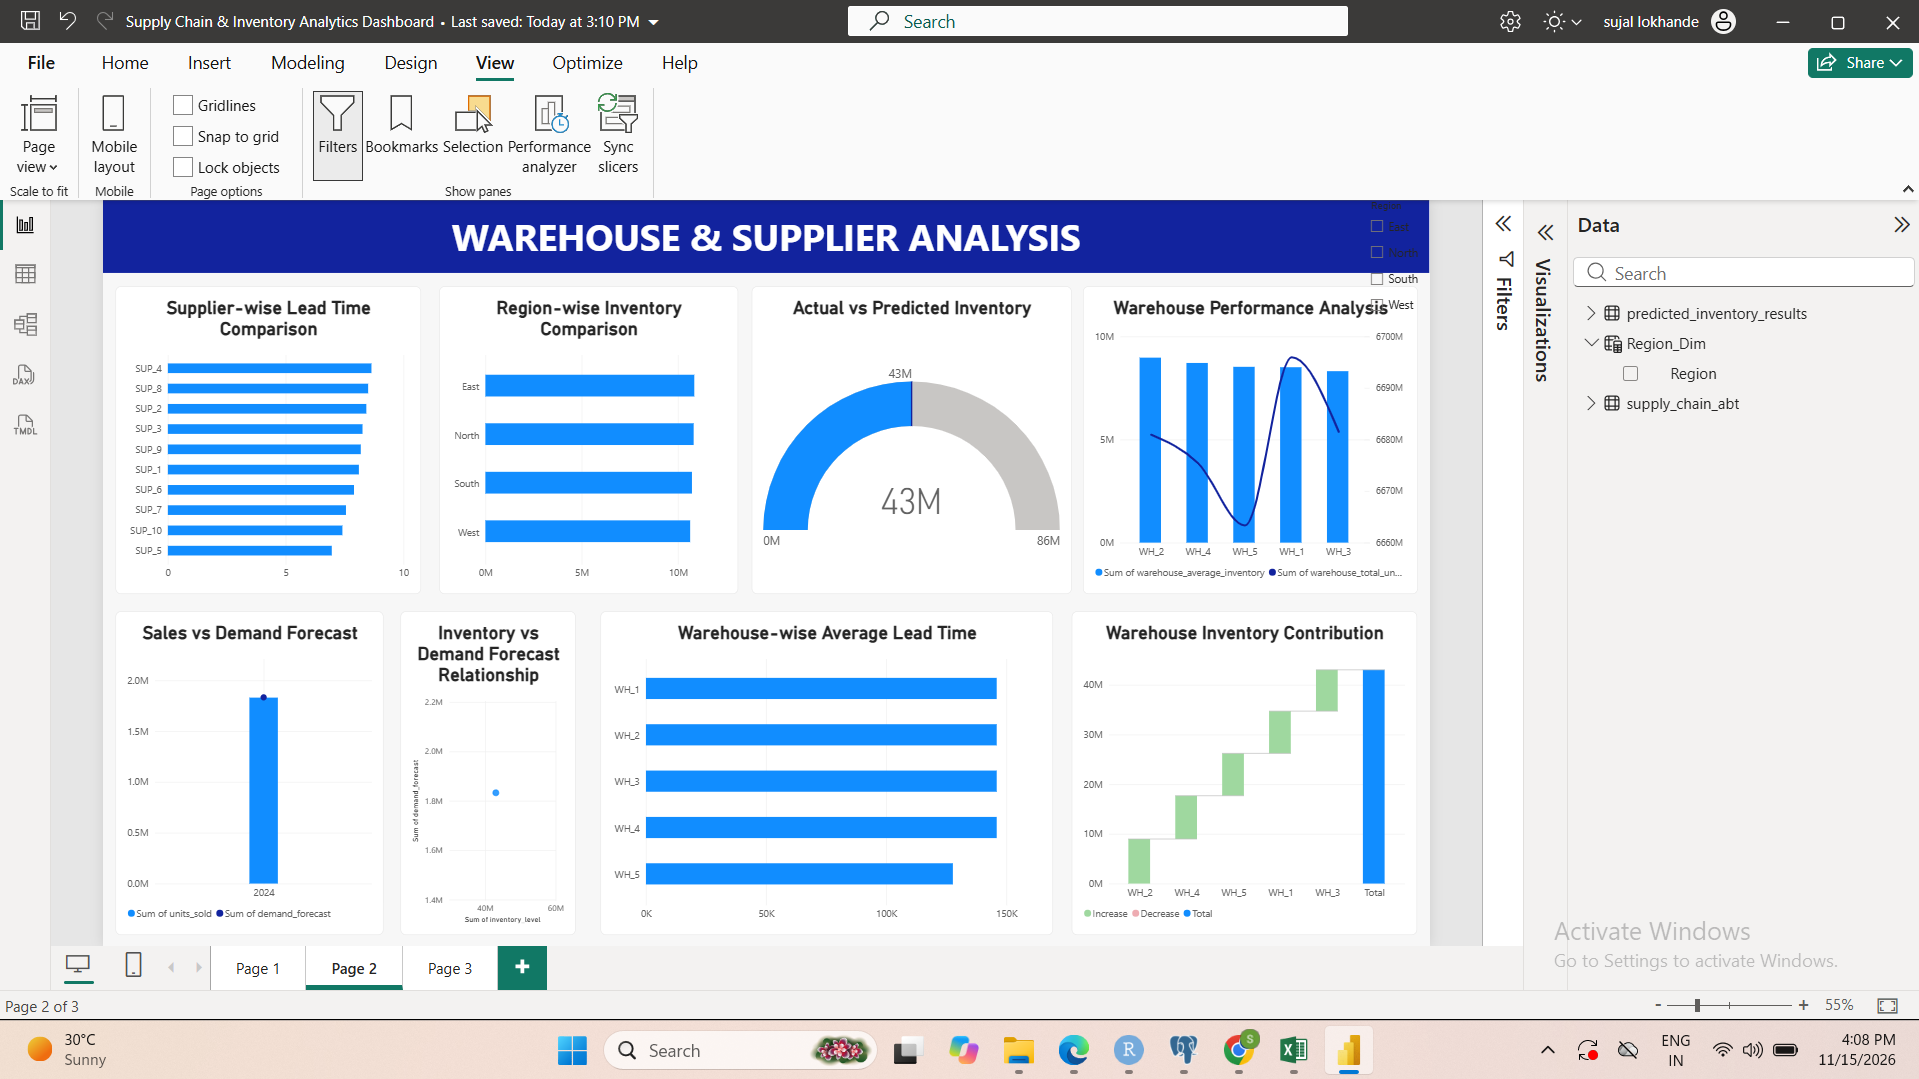 Supply Chain & Inventory Analytics Dashboard • Last saved: Today at 3:10 PM
Search
sujal lokhande
File
Home
Insert
Modeling
Design
View
Optimize
Help
Share
Page view
Mobile layout
Gridlines
Snap to grid
Lock objects
Filters
Bookmarks
Selection
Performance analyzer
Sync slicers
Scale to fit
Mobile
Page options
Show panes
WAREHOUSE & SUPPLIER ANALYSIS
Region
East
North
South
West
Supplier-wise Lead Time
Comparison
SUP_4
SUP_8
SUP_2
SUP_3
SUP_9
SUP_1
SUP_6
SUP_7
SUP_10
SUP_5
0
5
10
Region-wise Inventory
Comparison
East
North
South
West
0M
5M
10M
Actual vs Predicted Inventory
43M
43M
0M
86M
Warehouse Performance Analysis
10M
5M
0M
6700M
6690M
6680M
6670M
6660M
WH_2
WH_4
WH_5
WH_1
WH_3
Sum of warehouse_average_inventory
Sum of warehouse_total_un...
Sales vs Demand Forecast
2.0M
1.5M
1.0M
0.5M
0.0M
2024
Sum of units_sold
Sum of demand_forecast
Inventory vs
Demand Forecast
Relationship
2.2M
2.0M
1.8M
1.6M
1.4M
Sum of demand_forecast
40M
60M
Sum of inventory_level
Warehouse-wise Average Lead Time
WH_1
WH_2
WH_3
WH_4
WH_5
0K
50K
100K
150K
Warehouse Inventory Contribution
40M
30M
20M
10M
0M
WH_2
WH_4
WH_5
WH_1
WH_3
Total
Increase
Decrease
Total
Filters
Visualizations
Data
Search
predicted_inventory_results
Region_Dim
Region
supply_chain_abt
DAX
TMDL
Activate Windows
Go to Settings to activate Windows.
Page 1
Page 2
Page 3
+
Page 2 of 3
- + 55%
30°C
Sunny
Search
R
S
ENG
IN
4:08 PM
11/15/2026